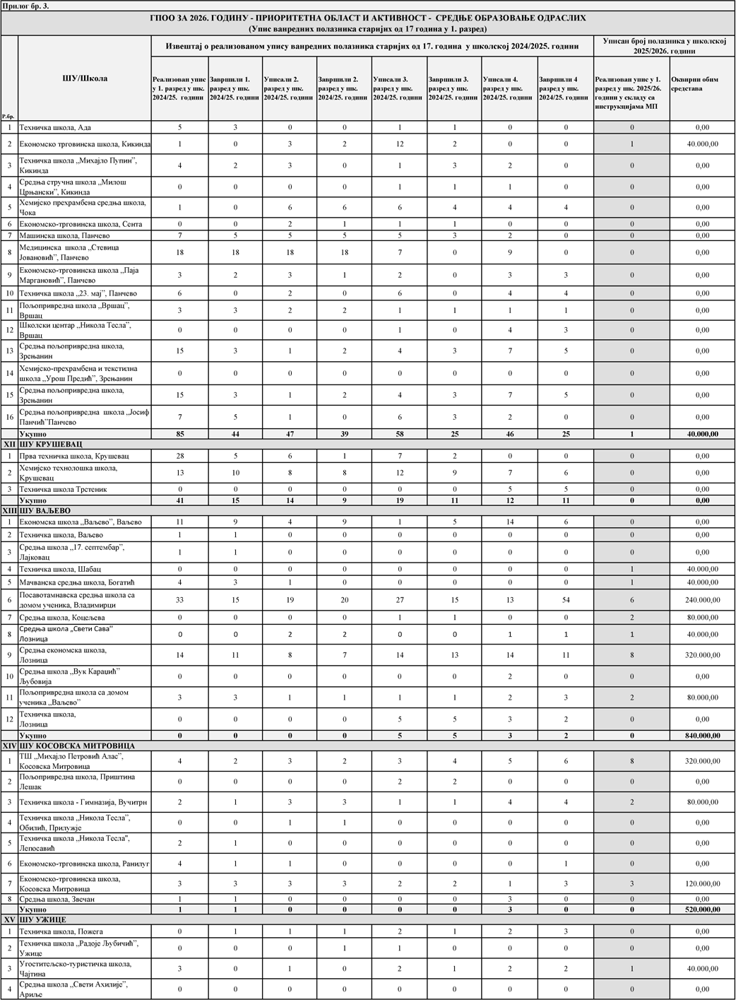 Прилог бр. 3.
ГПОО ЗА 2026. ГОДИНУ - ПРИОРИТЕТНА ОБЛАСТ И АКТИВНОСТ - СРЕДЊЕ ОБРАЗОВАЊЕ ОДРАСЛИХ
(Упис ванредних полазника старијих од 17 година у 1. разред)
Извештај о реализованом упису ванредних полазника старијих од 17. година у школској 2024/2025. години
Уписан број полазника у школској 2025/2026. години
Р.бр. ШУ/Школа Реализован упис у 1. разред у шк. 2024/25. години Завршили 1. разред у шк. 2024/25. години Уписали 2. разред у шк. 2024/25. години Завршили 2. разред у шк. 2024/25. години Уписали 3. разред у шк. 2024/25. години Завршили 3. разред у шк. 2024/25. години Уписали 4. разред у шк. 2024/25. години Завршили 4 разред у шк. 2024/25. години Реализован упис у 1. разред у шк. 2025/26. години у складу са инструкцијама МП Оквирни обим средстава
1 Техничка школа, Ада 5 3 0 0 1 1 0 0 0 0,00
2 Економско трговинска школа, Кикинда 1 0 3 2 12 2 0 0 1 40.000,00
3 Техничка школа „Михајло Пупин”, Кикинда 4 2 3 0 1 3 2 0 0 0,00
4 Средња стручна школа „Милош Црњански”, Кикинда 0 0 0 0 1 1 1 0 0 0,00
5 Хемијско прехрамбена средња школа, Чока 1 0 6 6 6 4 4 4 0 0,00
6 Економско-трговинска школа, Сента 0 0 2 1 1 1 0 0 0 0,00
7 Машинска школа, Панчево 7 5 5 5 5 3 2 0 0 0,00
8 Медицинска школа „Стевица Јовановић”, Панчево 18 18 18 18 7 0 9 0 0 0,00
9 Економско-трговинска школа „Паја Маргановић”, Панчево 3 2 3 1 2 0 3 3 0 0,00
10 Техничка школа „23. мај”, Панчево 6 0 2 0 6 0 4 4 0 0,00
11 Пољопривредна школа „Вршац”, Вршац 3 3 2 2 1 1 1 1 0 0,00
12 Школски центар „Никола Тесла”, Вршац 0 0 0 0 1 0 4 3 0 0,00
13 Средња пољопривредна школа, Зрењанин 15 3 1 2 4 3 7 5 0 0,00
14 Хемијско-прехрамбена и текстилна школа „Урош Предић”, Зрењанин 0 0 0 0 0 0 0 0 0 0,00
15 Средња пољопривредна школа, Зрењанин 15 3 1 2 4 3 7 5 0 0,00
16 Средња пољопривредна школа „Јосиф Панчић”Панчево 7 5 1 0 6 3 2 0 0 0,00
Укупно 85 44 47 39 58 25 46 25 1 40.000,00
XII ШУ КРУШЕВАЦ
1 Прва техничка школа, Крушевац 28 5 6 1 7 2 0 0 0 0,00
2 Хемијско технолошка школа, Крушевац 13 10 8 8 12 9 7 6 0 0,00
3 Техничка школа Трстеник 0 0 0 0 0 0 5 5 0 0,00
Укупно 41 15 14 9 19 11 12 11 0 0,00
XIII ШУ ВАЉЕВО
1 Економска школа „Ваљево”, Ваљево 11 9 4 9 1 5 14 6 0 0,00
2 Техничка школа, Ваљево 1 1 0 0 0 0 0 0 0 0,00
3 Средња школа „17. септембар”, Лајковац 1 1 0 0 0 0 0 0 0 0,00
4 Техничка школа, Шабац 0 0 0 0 0 0 0 0 1 40.000,00
5 Мачванска средња школа, Богатић 4 3 1 0 0 0 0 0 1 40.000,00
6 Посавотамнавска средња школа са домом ученика, Владимирци 33 15 19 20 27 15 13 54 6 240.000,00
7 Средња школа, Коцељева 0 0 0 0 1 1 0 0 2 80.000,00
8 Средња школа „Свети Сава" Лозница 0 0 2 2 0 0 1 1 1 40.000,00
9 Средња економска школа, Лозница 14 11 8 7 14 13 14 11 8 320.000,00
10 Средња школа „Вук Караџић” Љубовија 0 0 0 0 0 0 2 0 0 0,00
11 Пољопривредна школа са домом ученика „Ваљево” 3 3 1 1 1 1 2 3 2 80.000,00
12 Техничка школа, Лозница 0 0 0 0 5 5 3 2 0 0,00
Укупно 0 0 0 0 5 5 3 2 0 840.000,00
XIV ШУ КОСОВСКА МИТРОВИЦА
1 ТШ „Михајло Петровић Алас”, Косовска Митровица 4 2 3 2 3 4 5 6 8 320.000,00
2 Пољопривредна школа, Приштина Лешак 0 0 0 0 2 2 0 0 0 0,00
3 Техничка школа - Гимназија, Вучитрн 2 1 3 3 1 1 4 4 2 80.000,00
4 Техничка школа „Никола Тесла”, Обилић, Прилужје 0 0 1 1 0 0 0 0 0 0,00
5 Техничка школа „Никола Тесла", Лепосавић 2 1 0 0 0 0 0 0 0 0,00
6 Економско-трговинска школа, Ранилуг 4 1 1 0 0 0 0 1 0 0,00
7 Економско-трговинска школа, Косовска Митровица 3 3 3 3 2 2 1 3 3 120.000,00
8 Средња школа, Звечан 1 1 0 0 0 0 3 0 0 0,00
Укупно 1 1 0 0 0 0 3 0 0 520.000,00
XV ШУ УЖИЦЕ
1 Техничка школа, Пожега 0 1 1 1 2 1 2 3 0 0,00
2 Техничка школа „Радоје Љубичић”, Ужице 0 0 0 1 1 0 0 0 0 0,00
3 Угоститељско-туристичка школа, Чајтина 3 0 1 0 2 1 2 2 1 40.000,00
4 Средња школа „Свети Ахилије”, Ариље 0 0 0 0 0 0 0 0 0 0,00